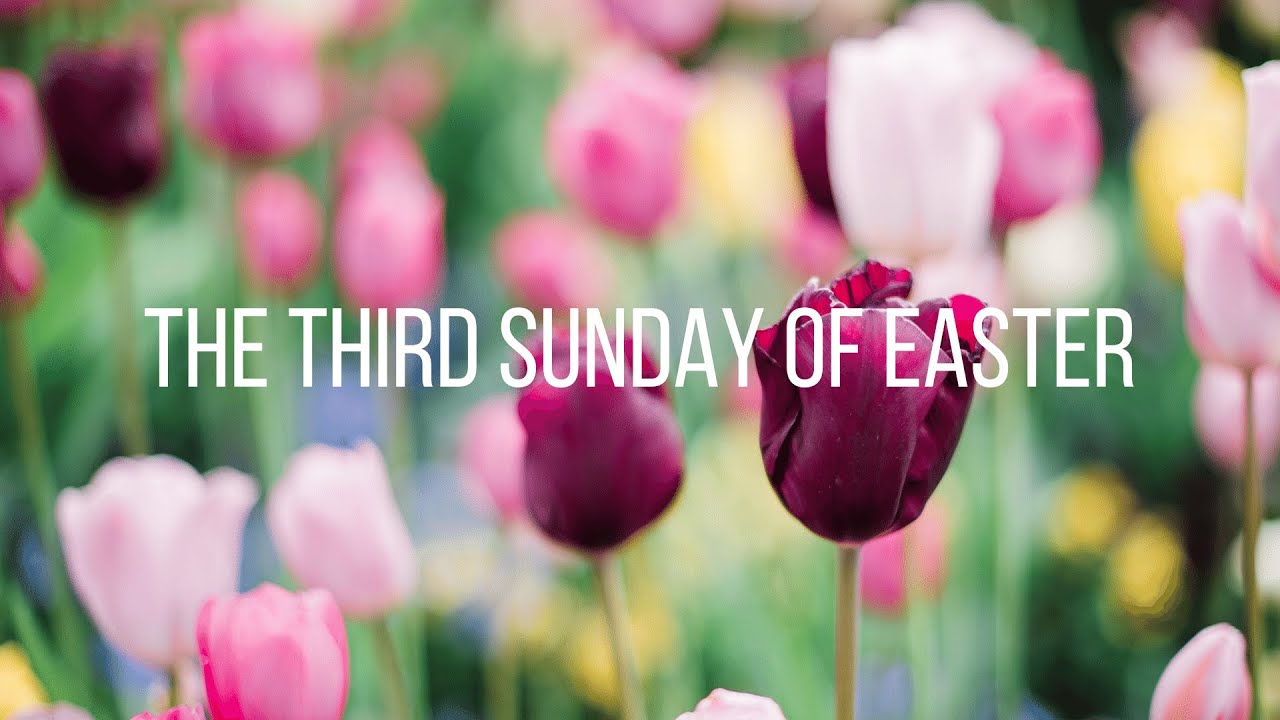 THE THIRD SUNDAY OF EASTER